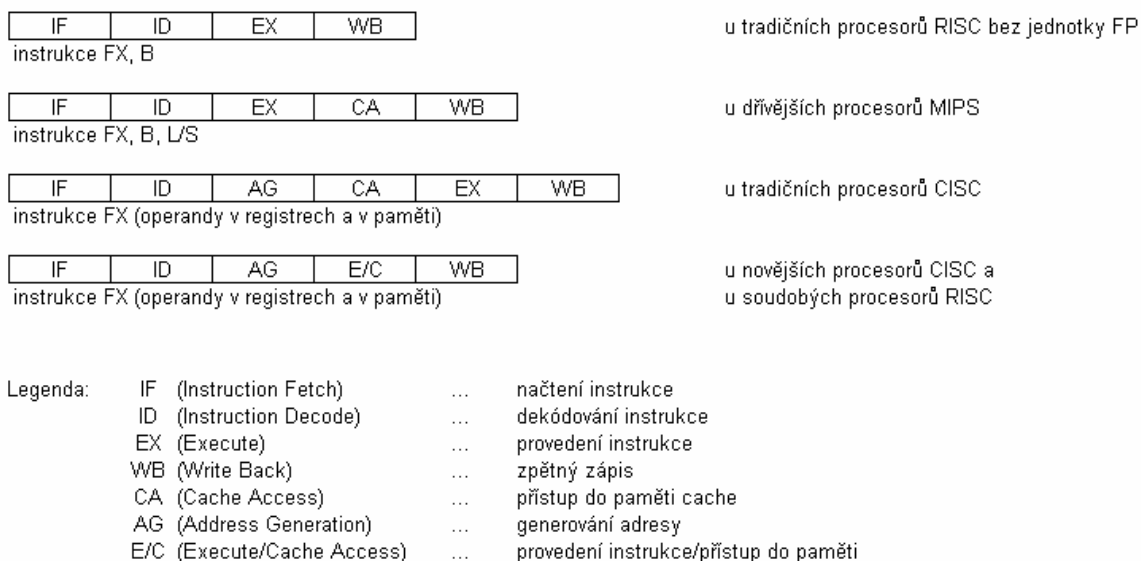 IF ID EX WB u tradičních procesorů RISC bez jednotky FP
instrukce FX, B
IF ID EX CA WB u dřívějších procesorů MIPS
instrukce FX, B, L/S
IF ID AG CA EX WB u tradičních procesorů CISC
instrukce FX (operandy v registrech a v paměti)
IF ID AG E/C WB u novějších procesorů CISC a
instrukce FX (operandy v registrech a v paměti) u soudobých procesorů RISC
Legenda: IF (Instruction Fetch) ... načtení instrukce
ID (Instruction Decode) ... dekódování instrukce
EX (Execute) ... provedení instrukce
WB (Write Back) ... zpětný zápis
CA (Cache Access) ... přístup do paměti cache
AG (Address Generation) ... generování adresy
E/C (Execute/Cache Access) ... provedení instrukce/přístup do paměti